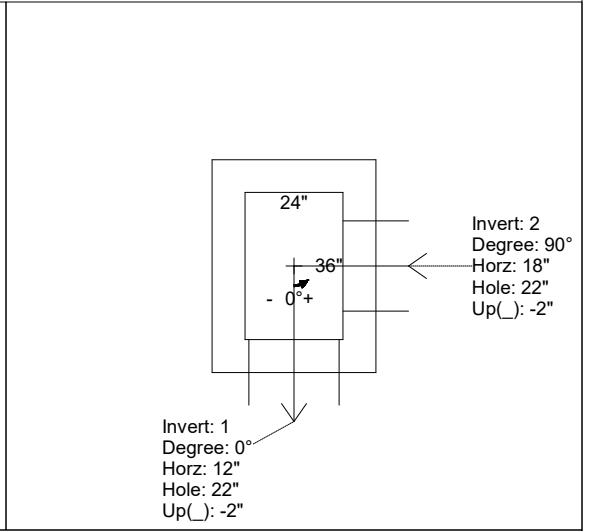 24"
36"
- 0°+
Invert: 2
Degree: 90°
Horz: 18"
Hole: 22"
Up(_): -2"
Invert: 1
Degree: 0°
Horz: 12"
Hole: 22"
Up(_): -2"